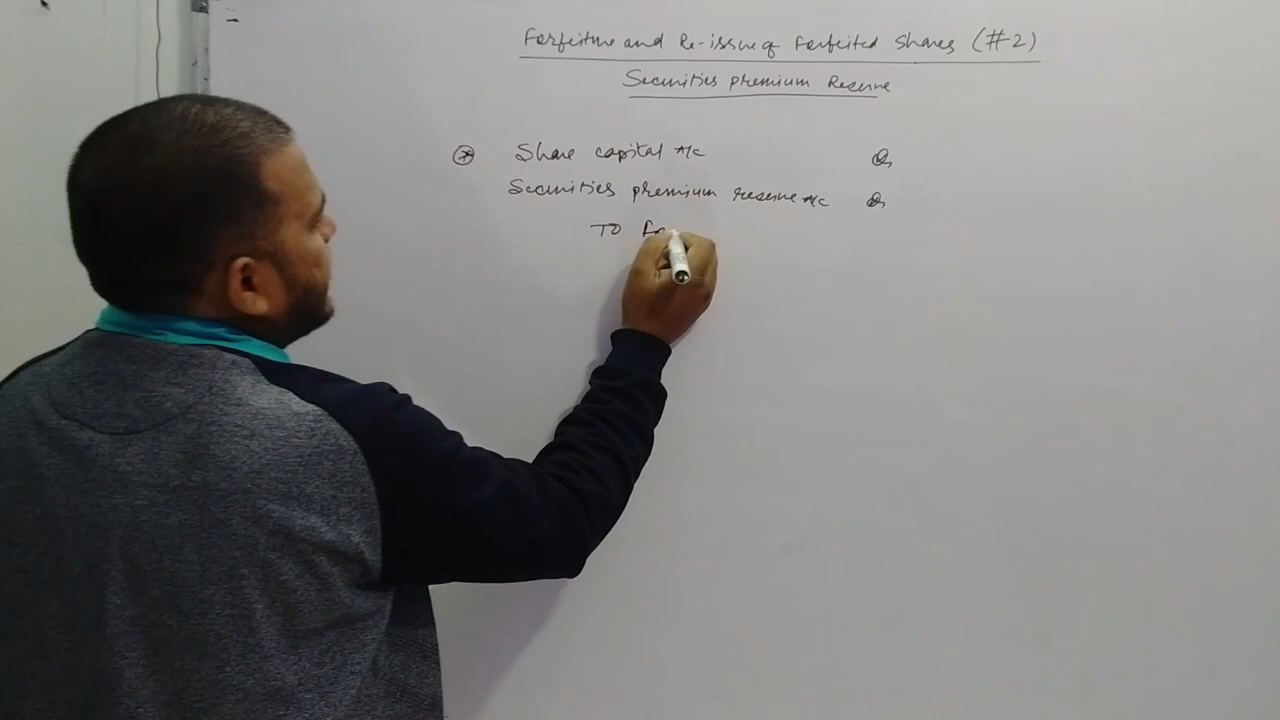 Forfeiture and Re-issue of Forfeited Shares (#2)
Securities premium Reserve
* Share capital A/c Dr
Securities premium reserve A/c Dr
TO Fo